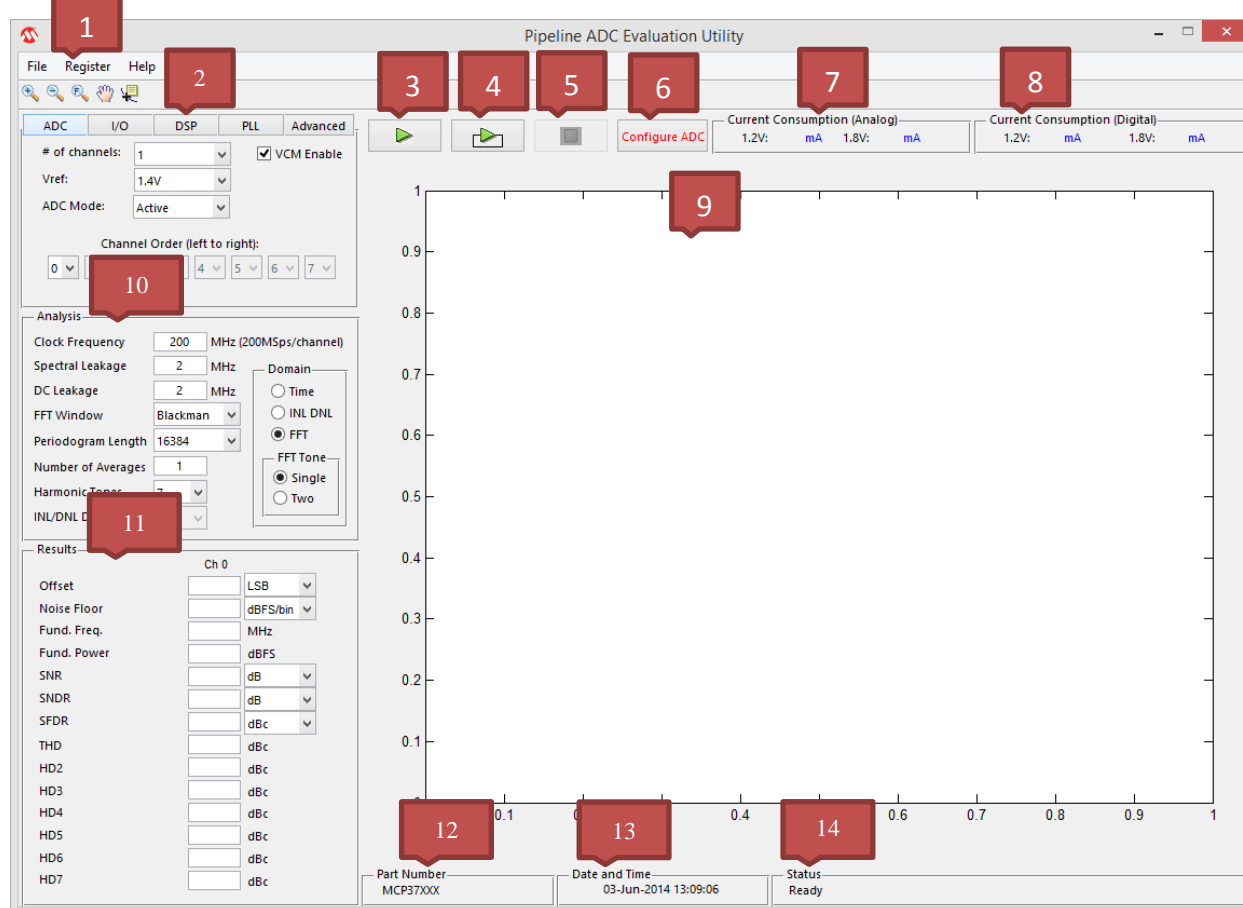 1
Pipeline ADC Evaluation Utility
File Register Help
2
3
4
5
6
7
8
ADC I/O DSP PLL Advanced
Configure ADC
Current Consumption (Analog)
1.2V: mA 1.8V: mA
Current Consumption (Digital)
1.2V: mA 1.8V: mA
# of channels: 1
VCM Enable
Vref: 1.4V
ADC Mode: Active
Channel Order (left to right):
0 4 5 6 7
9
10
Analysis
Clock Frequency 200 MHz (200MSps/channel)
Spectral Leakage 2 MHz
DC Leakage 2 MHz
FFT Window Blackman
Periodogram Length 16384
Number of Averages 1
Harmonic Tones 7
INL/DNL
Domain
Time
INL DNL
FFT
FFT Tone
Single
Two
11
Results
Ch 0
Offset LSB
Noise Floor dBFS/bin
Fund. Freq. MHz
Fund. Power dBFS
SNR dB
SNDR dB
SFDR dBc
THD dBc
HD2 dBc
HD3 dBc
HD4 dBc
HD5 dBc
HD6 dBc
HD7 dBc
1
0.9
0.8
0.7
0.6
0.5
0.4
0.3
0.2
0.1
0.1 0.4 0.6 0.7 0.8 0.9 1
12
13
14
Part Number
MCP37XXX
Date and Time
03-Jun-2014 13:09:06
Status
Ready